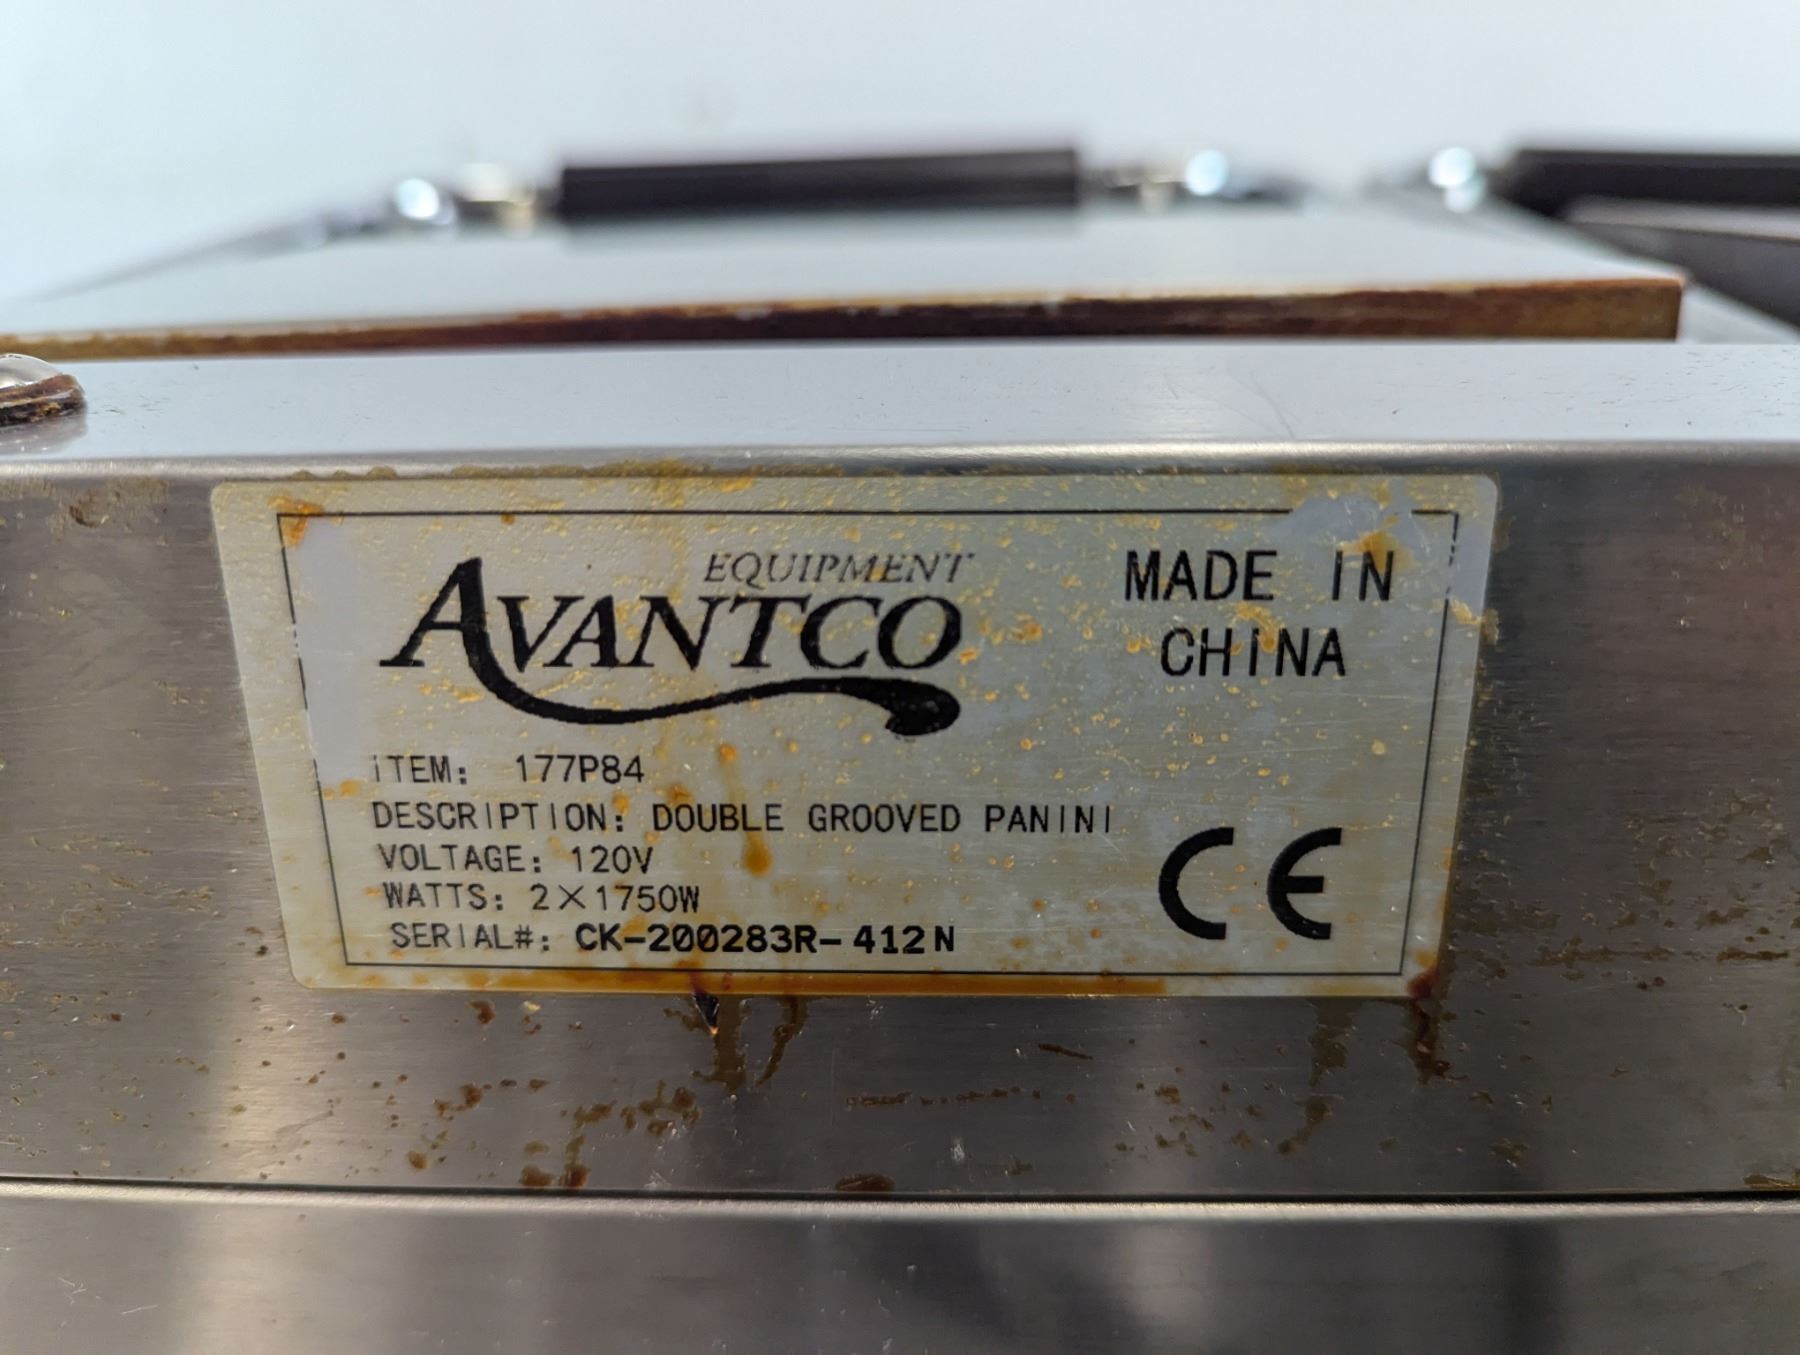 EQUIPMENT
AVANTCO
MADE IN
CHINA
ITEM: 177P84
DESCRIPTION: DOUBLE GROOVED PANINI
VOLTAGE: 120V
WATTS: 2×1750W
SERIAL#: CK-200283R-412N
CE